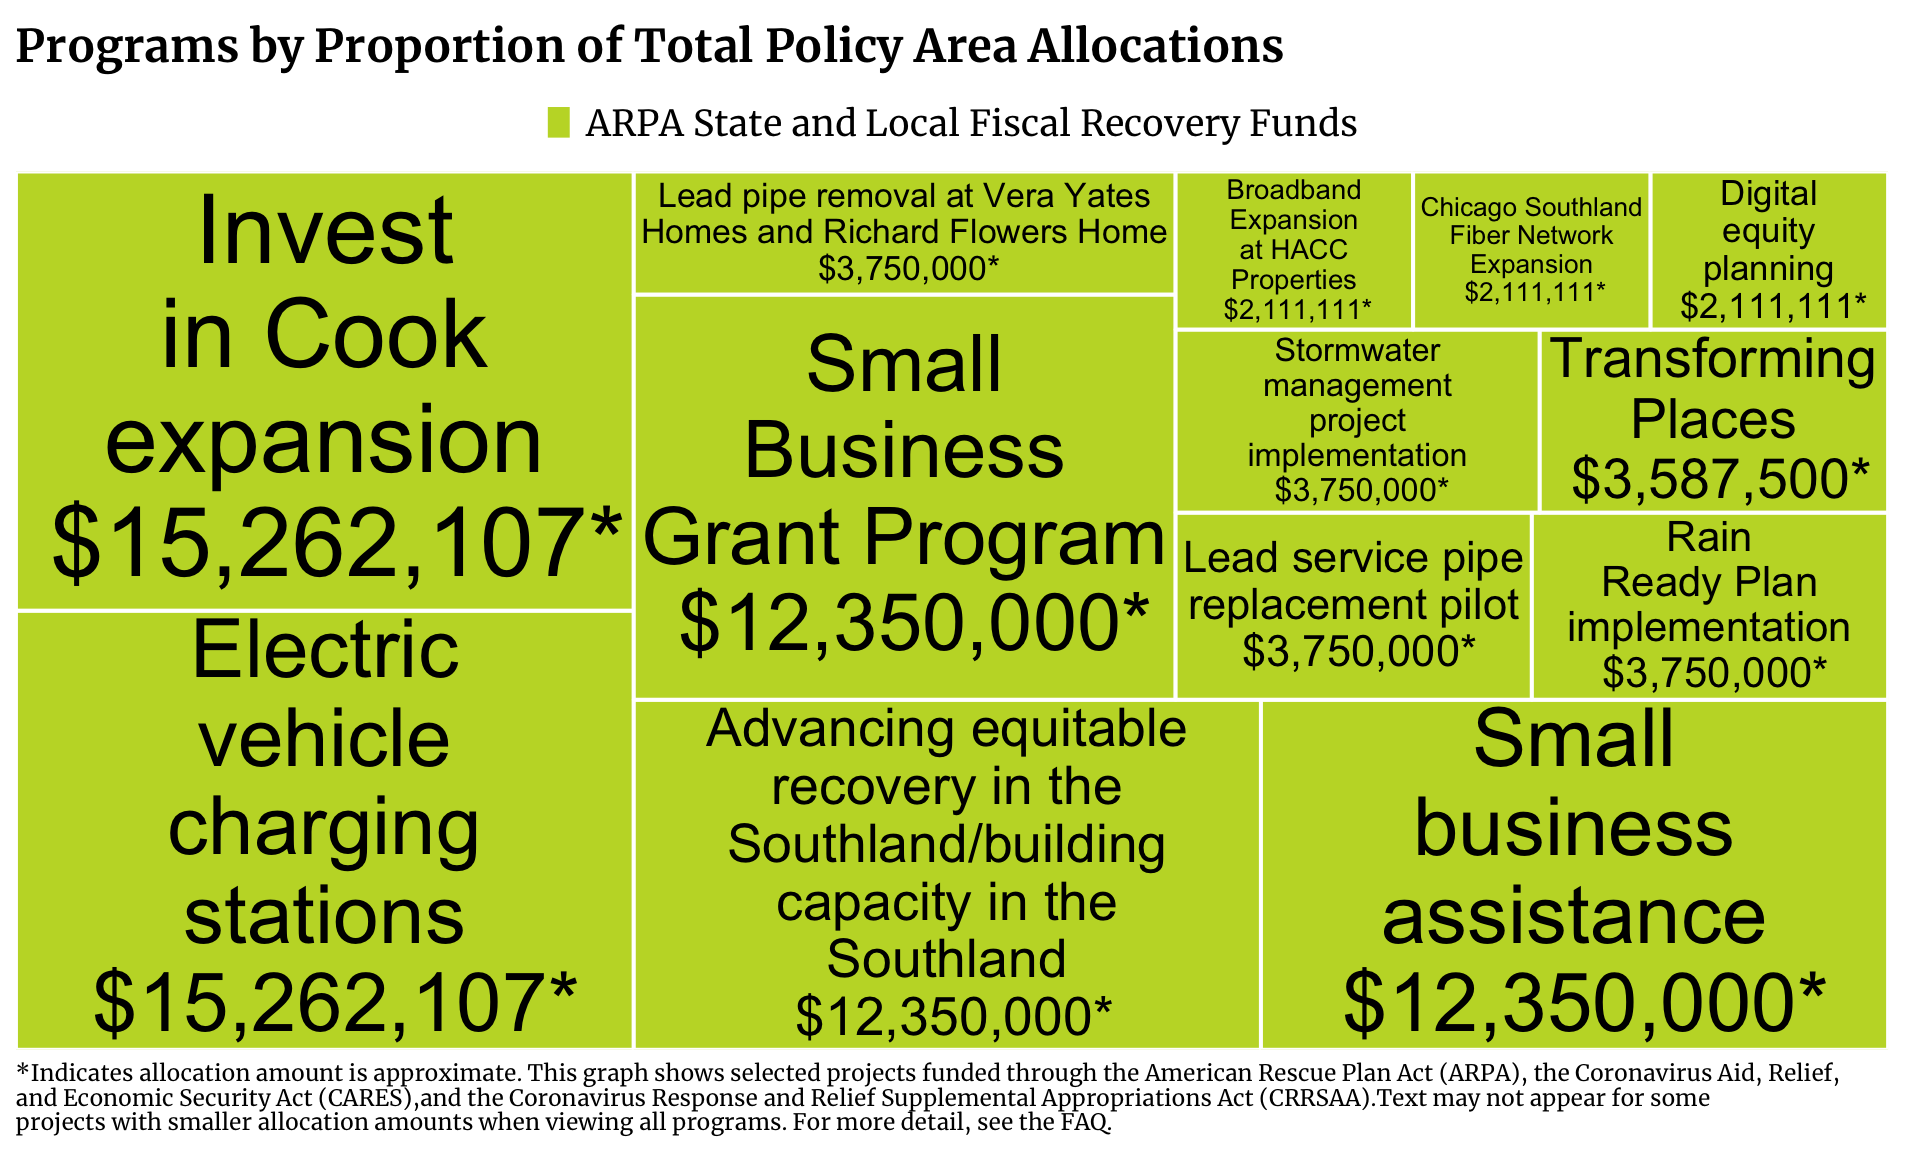 Programs by Proportion of Total Policy Area Allocations
ARPA State and Local Fiscal Recovery Funds
Invest
in Cook
expansion
$15,262,107*
Electric
vehicle
charging
stations
$15,262,107*
Lead pipe removal at Vera Yates
Homes and Richard Flowers Home
$3,750,000*
Small
Business
Grant Program
$12,350,000*
Advancing equitable
recovery in the
Southland/building
capacity in the
Southland
$12,350,000*
Broadband
Expansion
at HACC
Properties
$2,111,111*
Chicago Southland
Fiber Network
Expansion
$2,111,111*
Digital
equity
planning
$2,111,111*
Stormwater
management
project
implementation
$3,750,000*
Transforming
Places
$3,587,500*
Lead service pipe
replacement pilot
$3,750,000*
Rain
Ready Plan
implementation
$3,750,000*
Small
business
assistance
$12,350,000*
*Indicates allocation amount is approximate. This graph shows selected projects funded through the American Rescue Plan Act (ARPA), the Coronavirus Aid, Relief,
and Economic Security Act (CARES),and the Coronavirus Response and Relief Supplemental Appropriations Act (CRRSAA).Text may not appear for some
projects with smaller allocation amounts when viewing all programs. For more detail, see the FAQ.